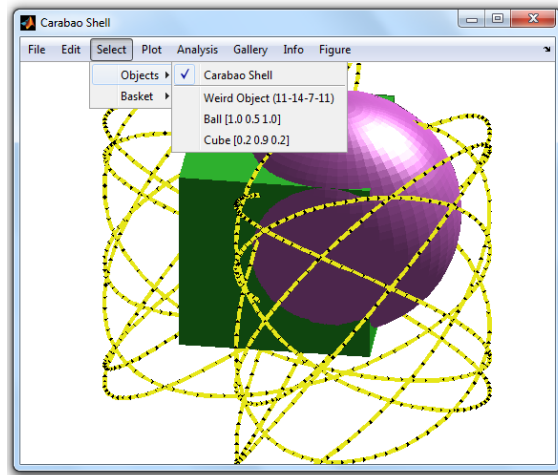 Carabao Shell
File Edit Select Plot Analysis Gallery Info Figure
Objects
Basket
Carabao Shell
Weird Object (11-14-7-11)
Ball [1.0 0.5 1.0]
Cube [0.2 0.9 0.2]